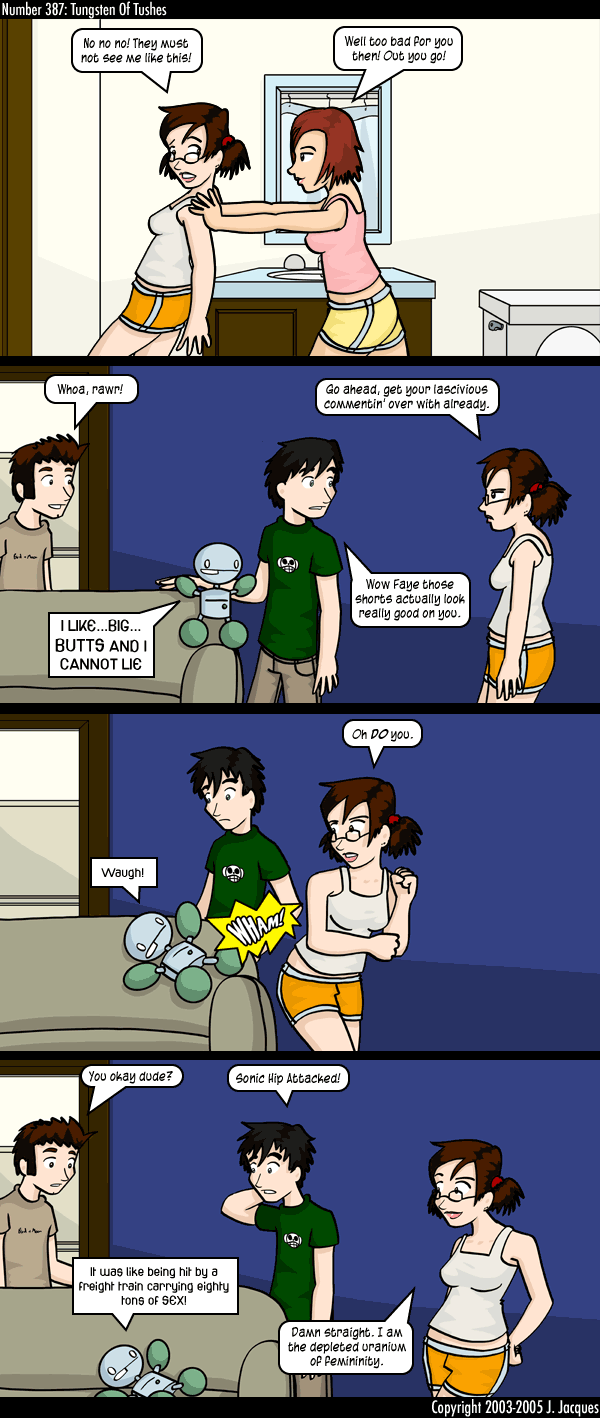 Number 387: Tungsten Of Tushes
No no no! They must
not see me like this!
Well too bad for you
then! Out you go!
Whoa, rawr!
Go ahead, get your lascivious
commentin' over with already.
Wow Faye those
shorts actually look
really good on you.
I LIKE...BIG...
BUTTS AND I
CANNOT LIE
Oh DO you.
Waugh!
WHAM!
You okay dude?
Sonic Hip Attacked!
It was like being hit by a
freight train carrying eighty
tons of SEX!
Damn straight. I am
the depleted uranium
of femininity.
Copyright 2003-2005 J. Jacques